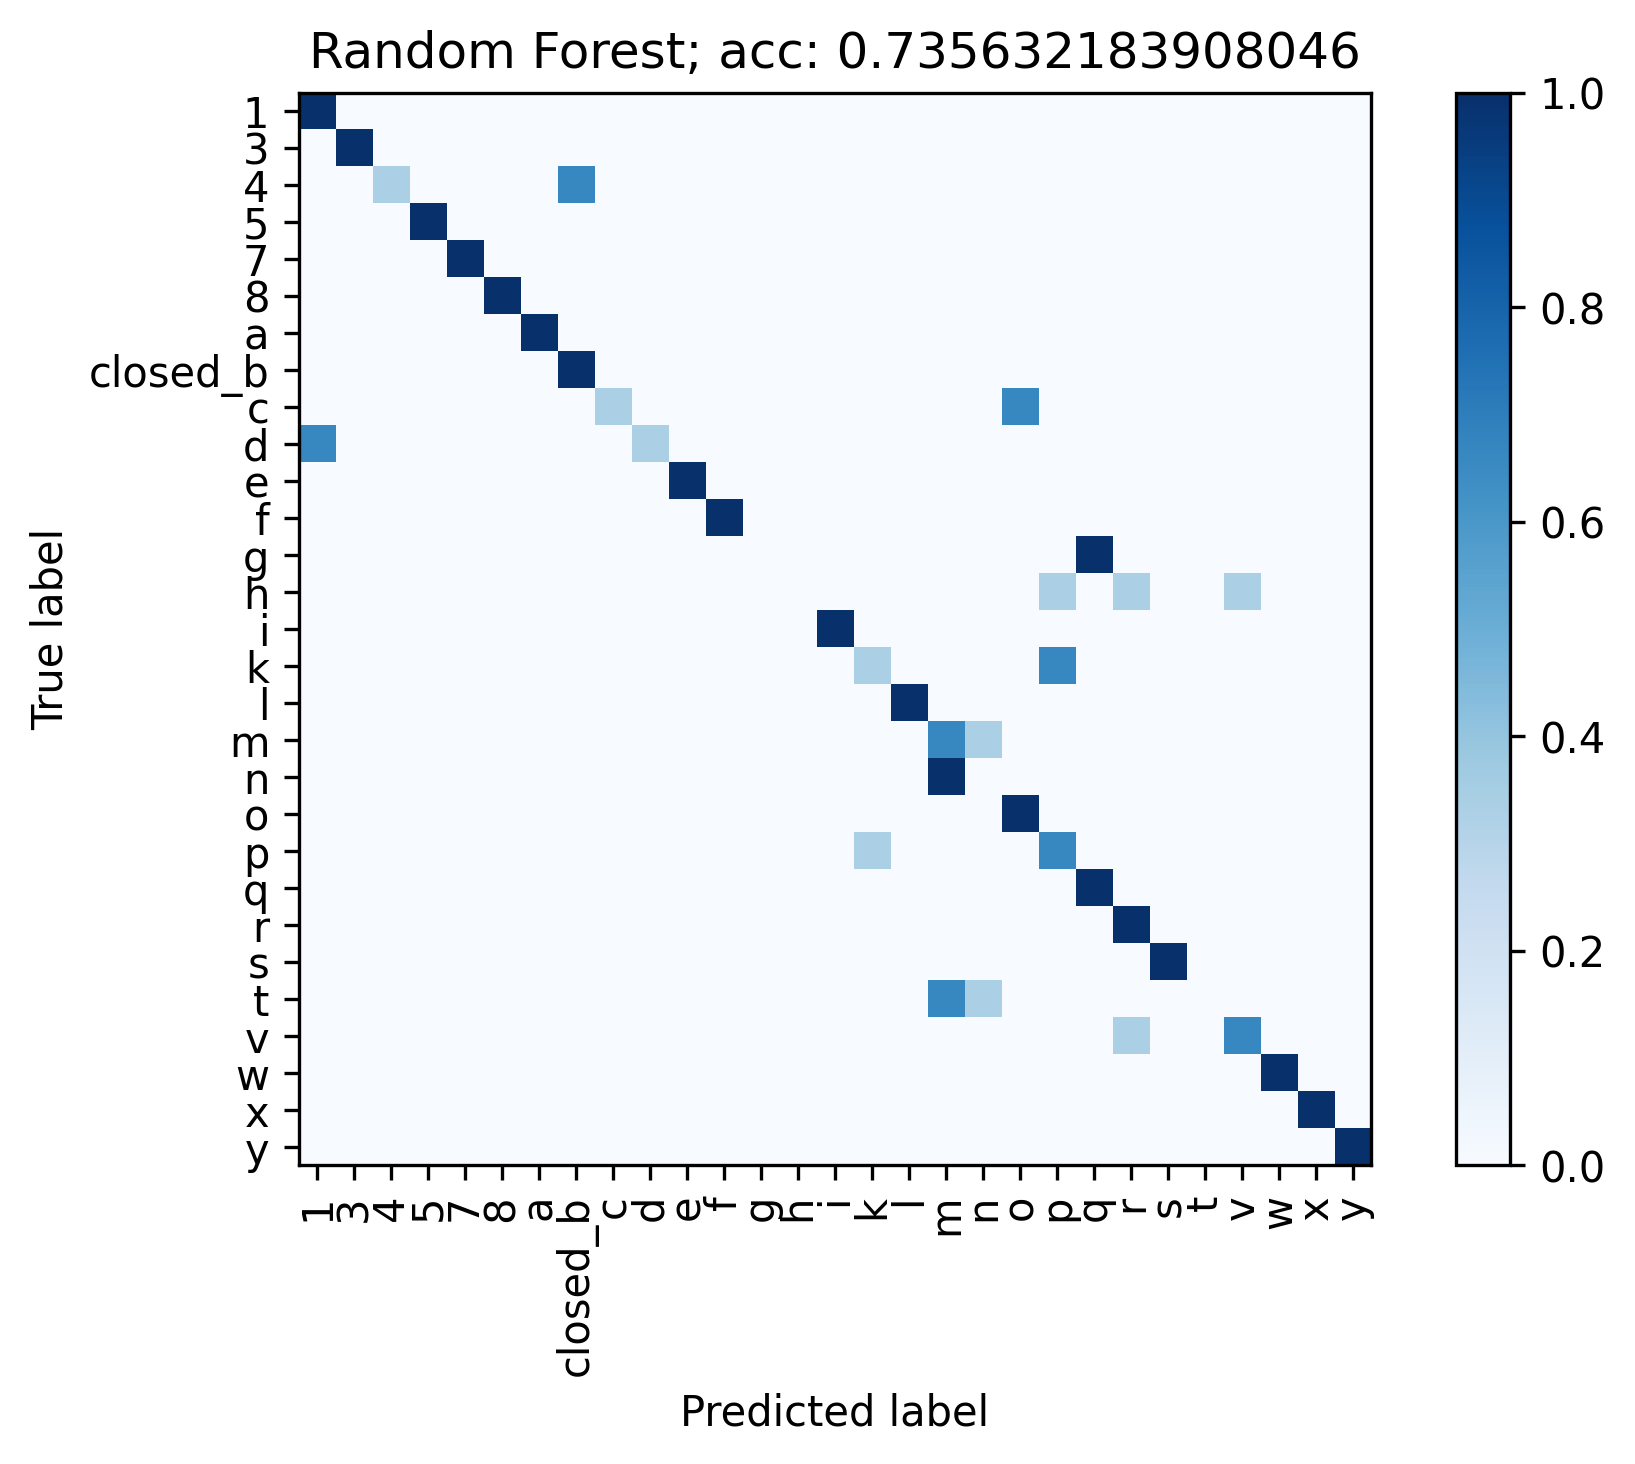 Random Forest; acc: 0.735632183908046
True label
1
3
4
5
7
8
a
closed_b
c
d
e
f
g
h
i
k
l
m
n
o
p
q
r
s
t
v
w
x
y
1 3 4 5 7 8 a closed_b c d e f g h i k l m n o p q r s t v w x y
Predicted label
1.0
0.8
0.6
0.4
0.2
0.0